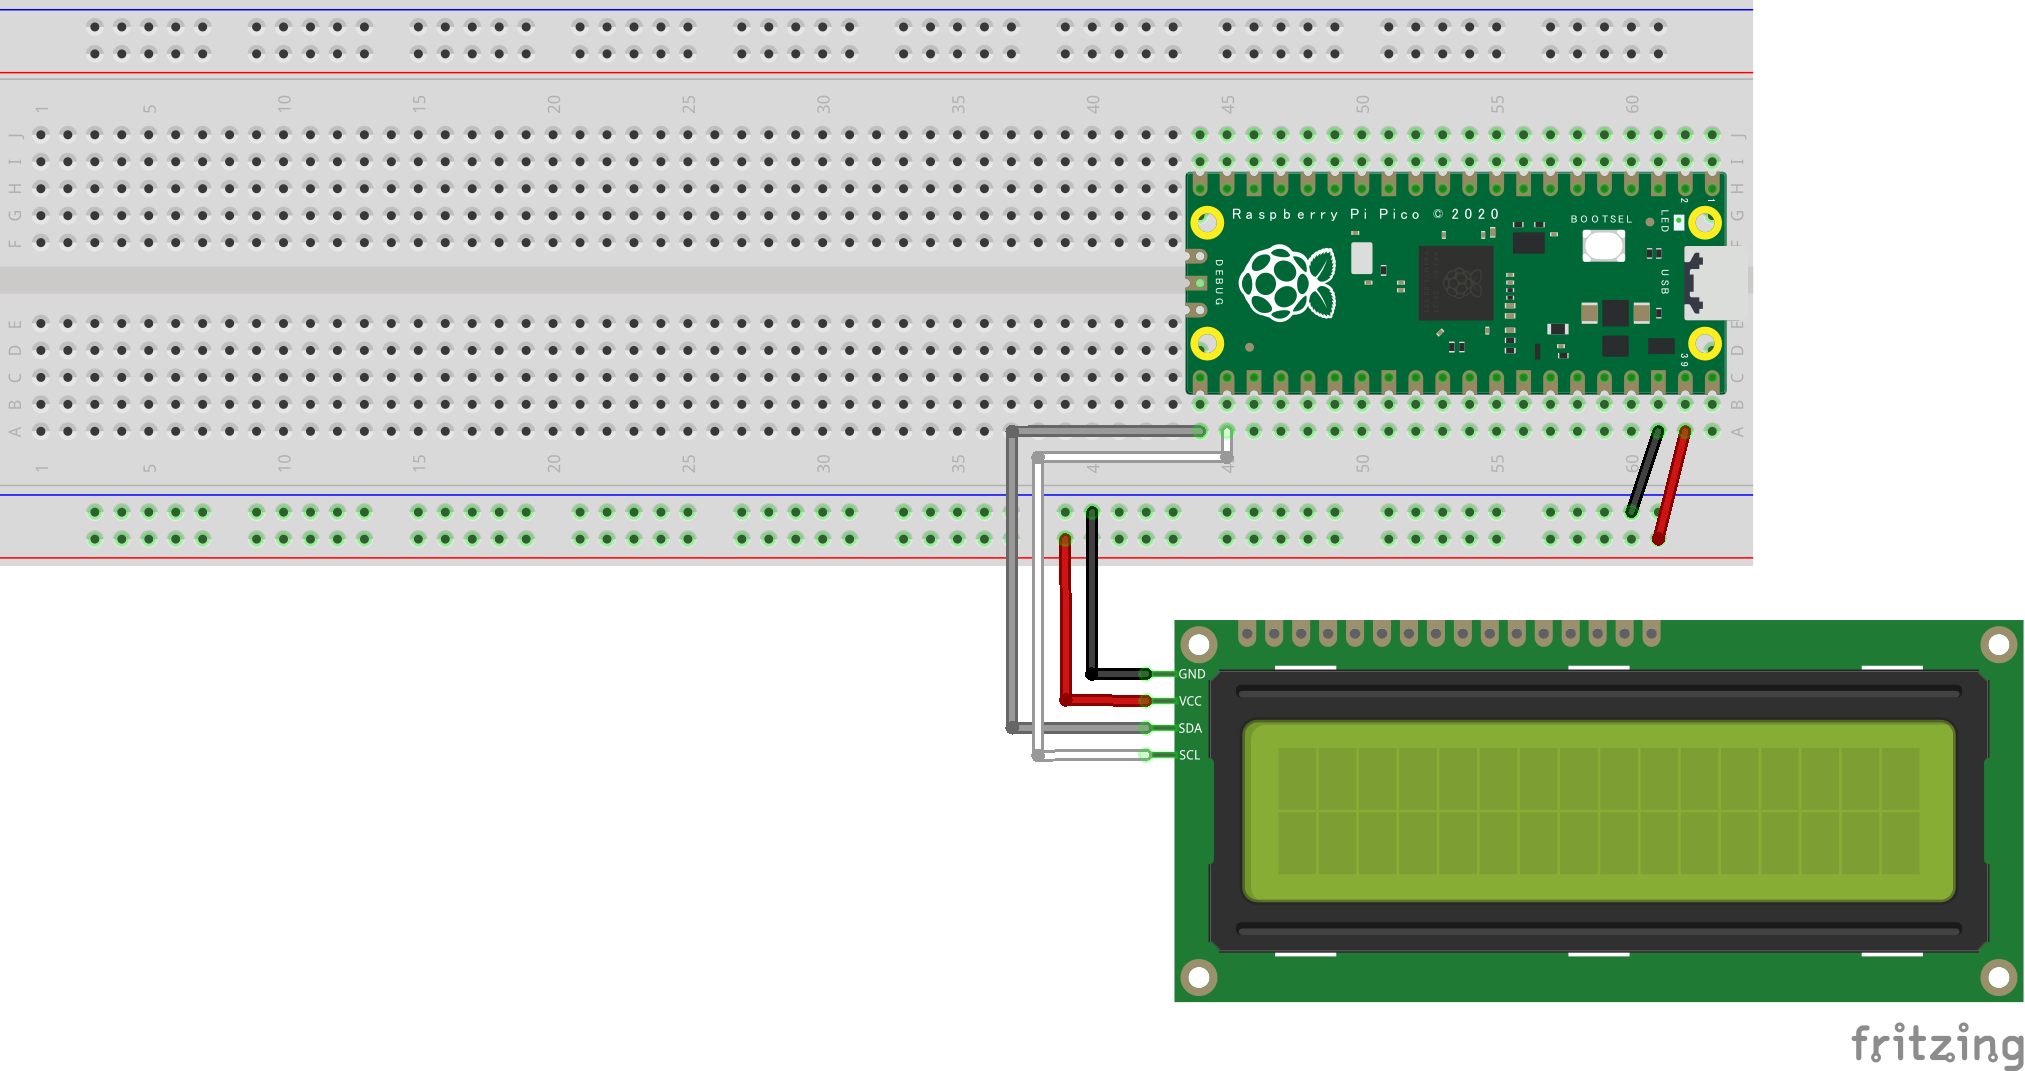 1 5 10 15 20 25 30 35 40 45 50 55 60
J
I
H
G
F
Raspberry Pi Pico © 2020
BOOTSEL
LED
2
1
DEBUG
USB
39
E
D
C
B
A
1 5 10 15 20 25 30 35 4 4 50 55 60
J
I
H
G
F
E
D
C
B
A
GND
VCC
SDA
SCL
fritzing